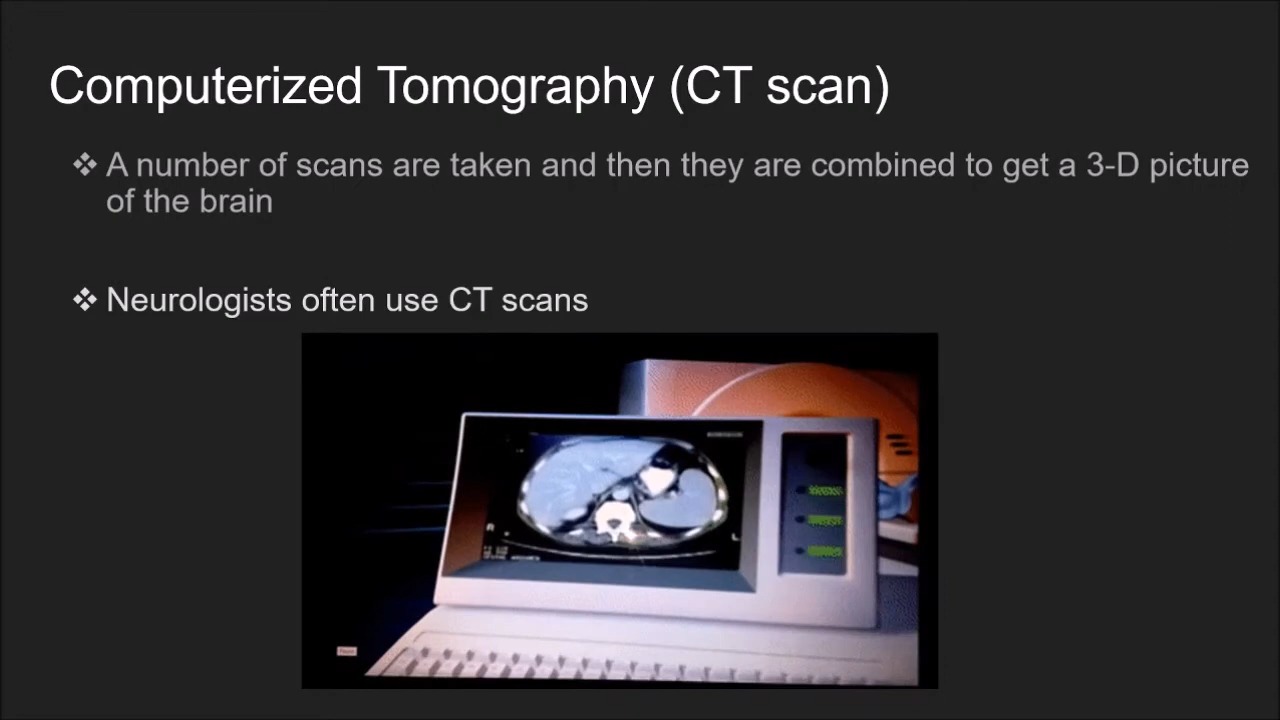 Computerized Tomography (CT scan)
❖ A number of scans are taken and then they are combined to get a 3-D picture
of the brain
❖ Neurologists often use CT scans
R
L